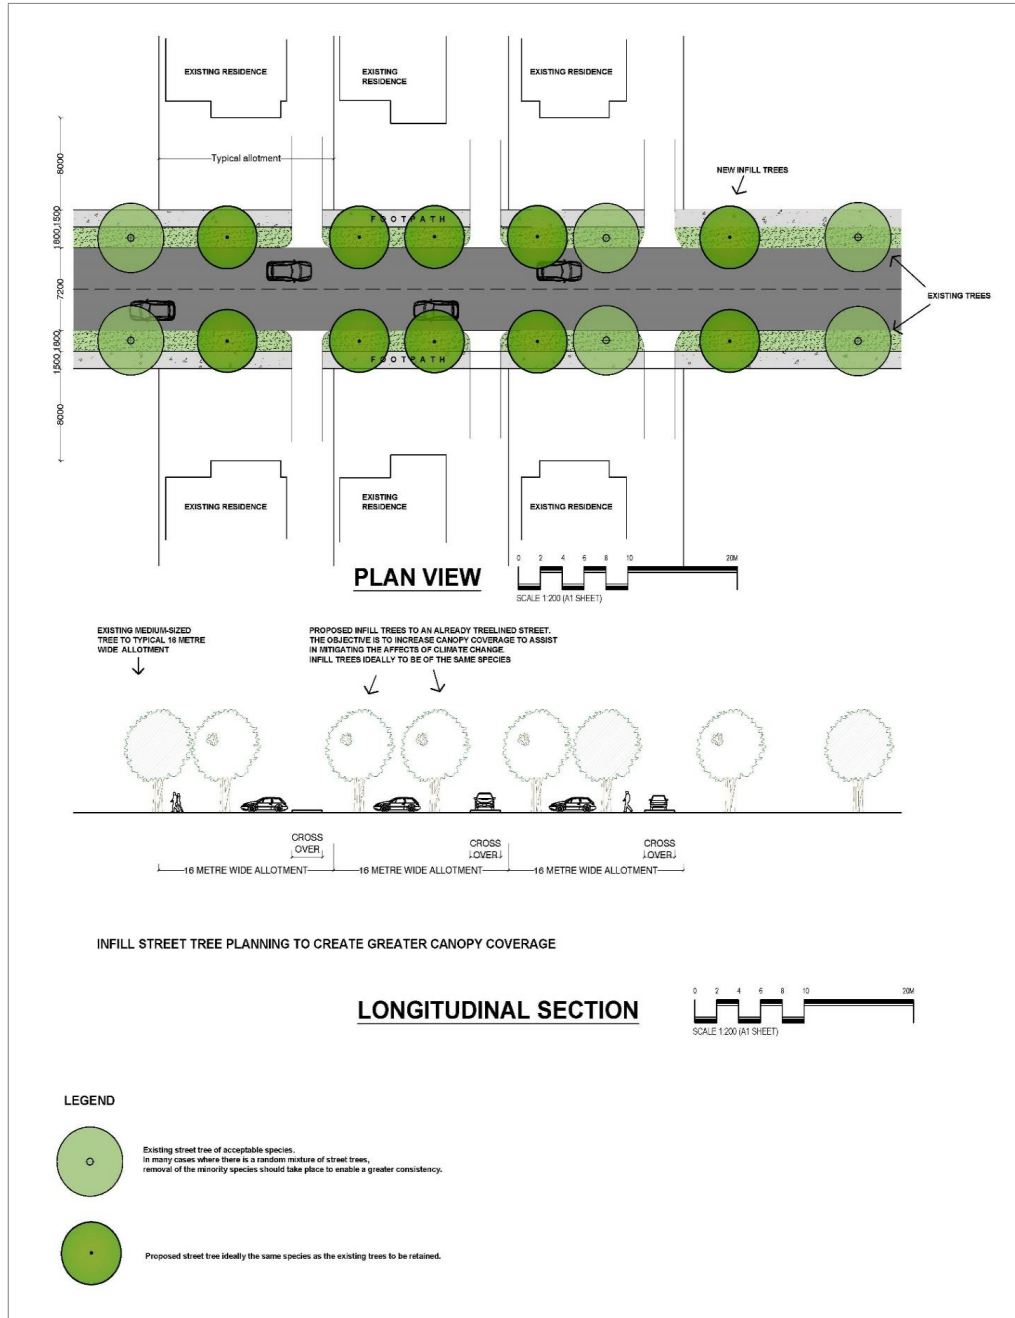 EXISTING RESIDENCE
EXISTING
RESIDENCE
EXISTING RESIDENCE
8000
Typical allotment
NEW INFILL TREES
1500
FOOTPATH
1800
7200
EXISTING TREES
1800
1500
FOOTPATH
8000
EXISTING RESIDENCE
EXISTING
RESIDENCE
EXISTING RESIDENCE
PLAN VIEW
0 2 4 6 8 10 20M
SCALE 1:200 (A1 SHEET)
EXISTING MEDIUM-SIZED
TREE TO TYPICAL 16 METRE
WIDE ALLOTMENT
PROPOSED INFILL TREES TO AN ALREADY TREELINED STREET.
THE OBJECTIVE IS TO INCREASE CANOPY COVERAGE TO ASSIST
IN MITIGATING THE AFFECTS OF CLIMATE CHANGE.
INFILL TREES IDEALLY TO BE OF THE SAME SPECIES
CROSS
OVER
CROSS
OVER
CROSS
OVER
16 METRE WIDE ALLOTMENT
16 METRE WIDE ALLOTMENT
16 METRE WIDE ALLOTMENT
INFILL STREET TREE PLANNING TO CREATE GREATER CANOPY COVERAGE
LONGITUDINAL SECTION
0 2 4 6 8 10 20M
SCALE 1:200 (A1 SHEET)
LEGEND
Existing street tree of acceptable species.
In many cases where there is a random mixture of street trees,
removal of the minority species should take place to enable a greater consistency.
Proposed street tree ideally the same species as the existing trees to be retained.